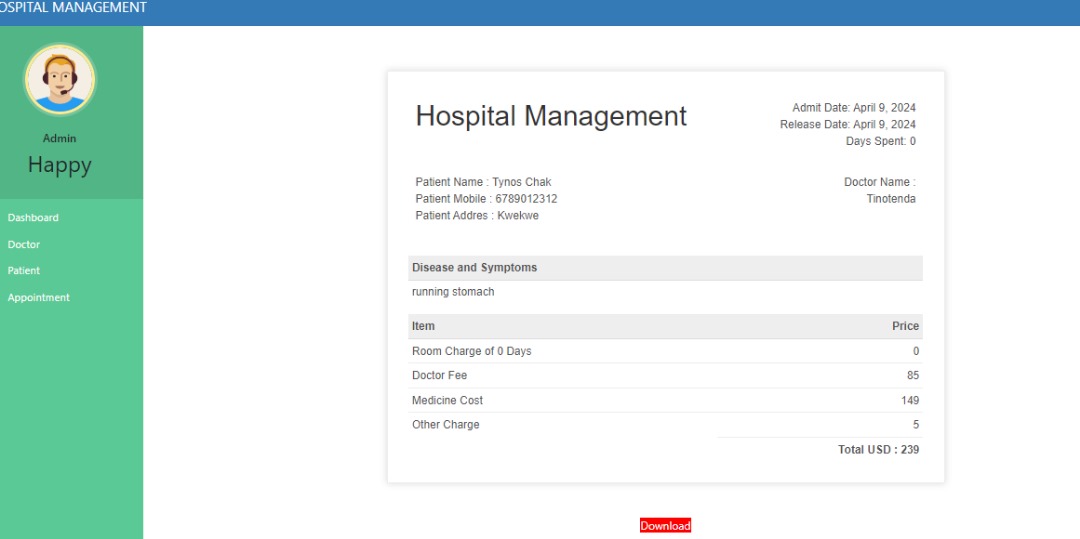 OSPITAL MANAGEMENT
Admin
Happy
Dashboard
Doctor
Patient
Appointment
Hospital Management
Admit Date: April 9, 2024
Release Date: April 9, 2024
Days Spent: 0
Patient Name : Tynos Chak
Patient Mobile : 6789012312
Patient Addres : Kwekwe
Doctor Name :
Tinotenda
Disease and Symptoms
running stomach
Item Price
Room Charge of 0 Days 0
Doctor Fee 85
Medicine Cost 149
Other Charge 5
Total USD : 239
Download